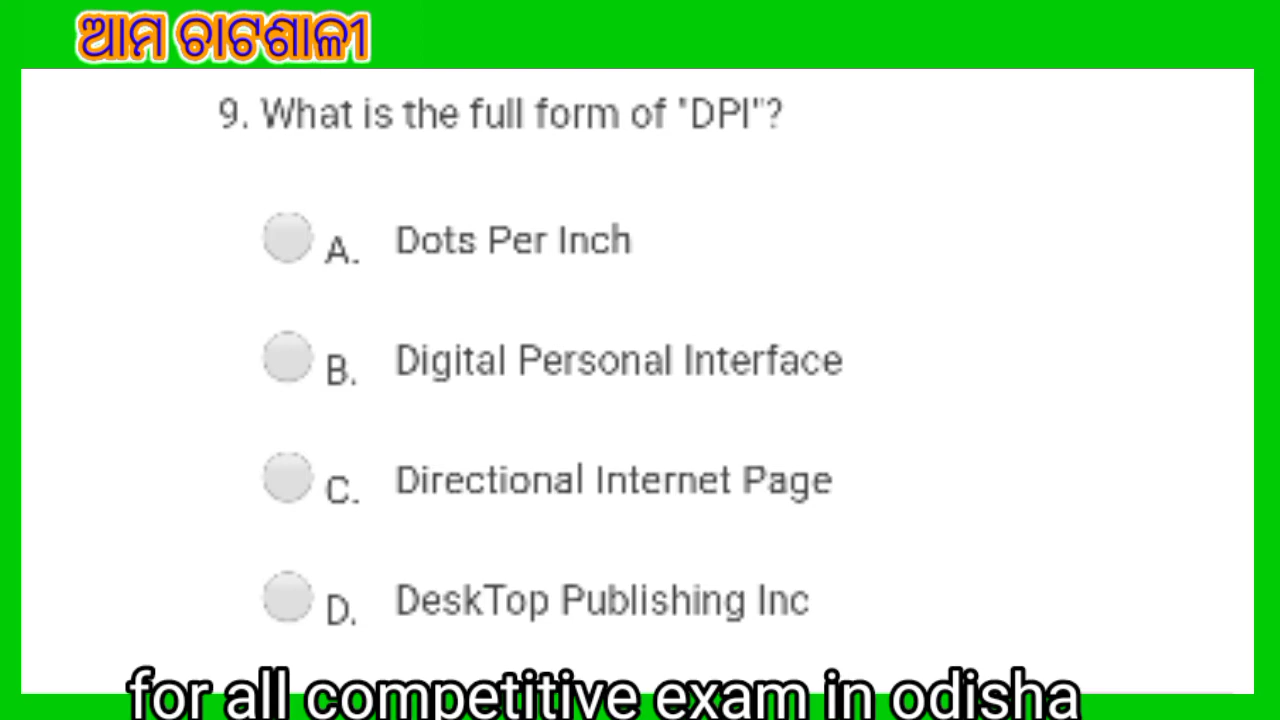 ଆମ ଚାଟଶାଳୀ
9. What is the full form of "DPI"?
A. Dots Per Inch
B. Digital Personal Interface
C. Directional Internet Page
D. DeskTop Publishing Inc
for all competitive exam in odisha